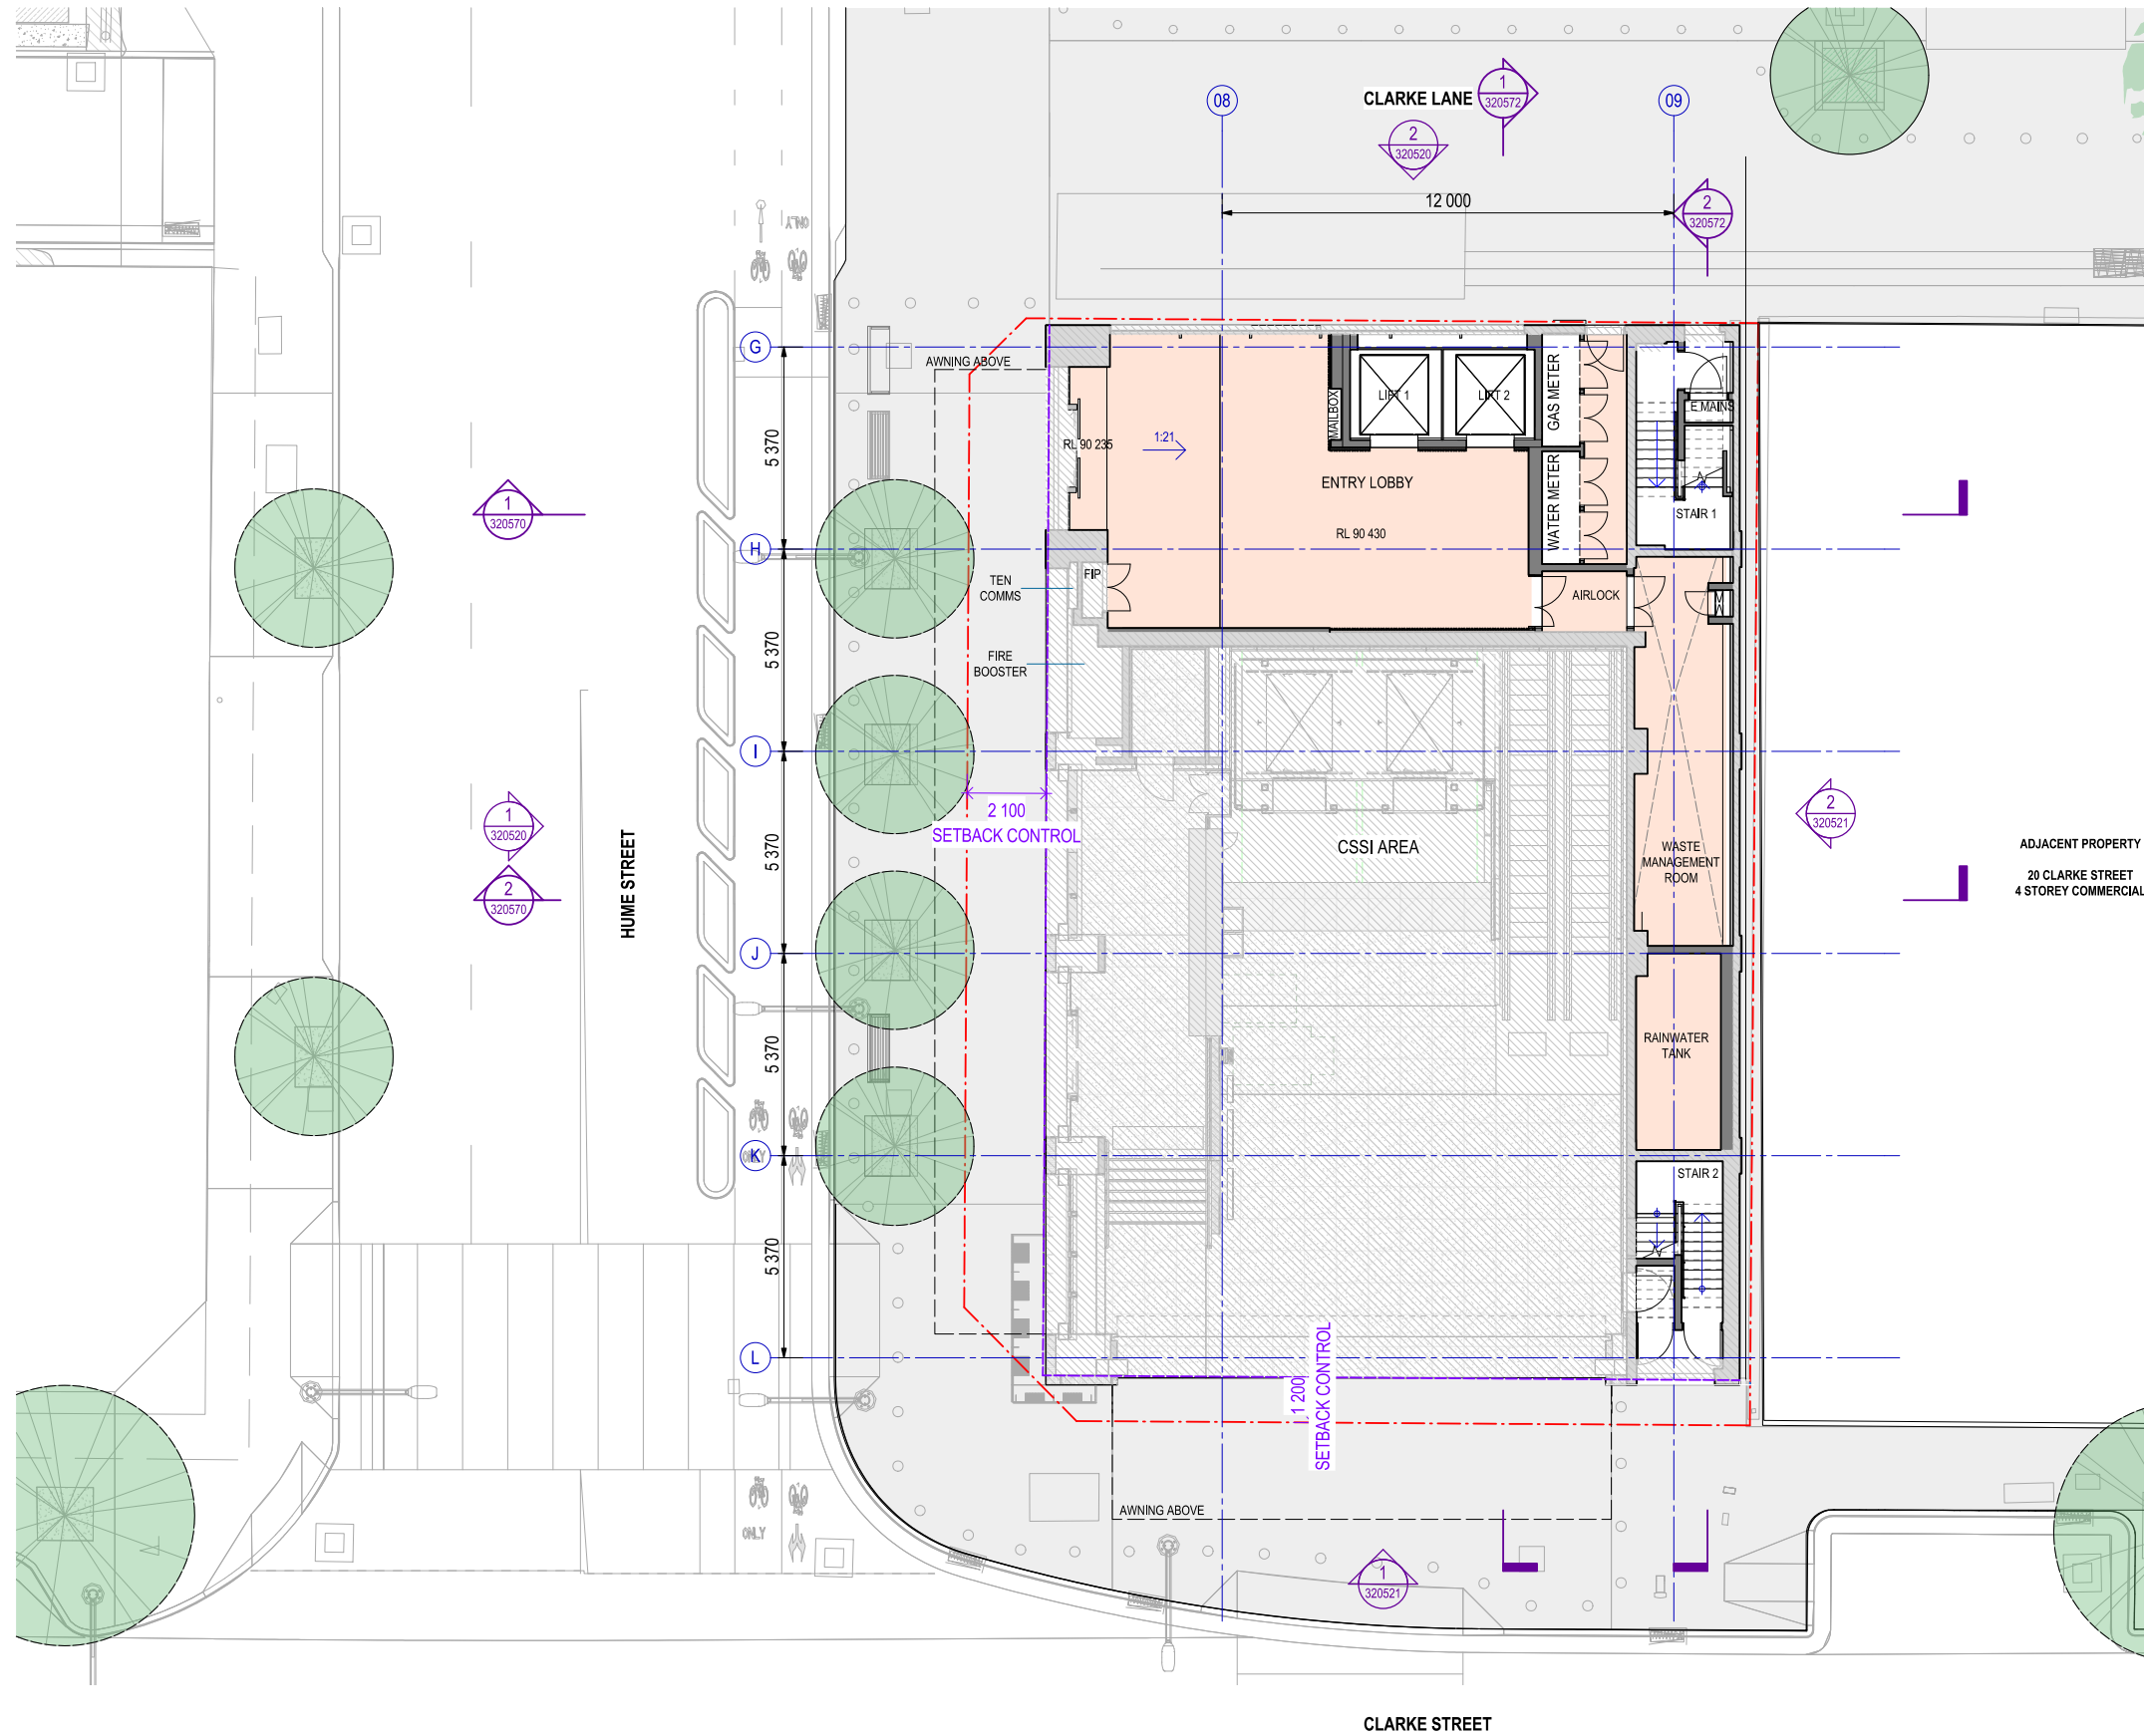 08
CLARKE LANE
1
320572
09
2
320520
12 000
2
320572
ONLY
G
AWNING ABOVE
5 370
RL 90 235
1:21
MAILBOX
LIFT 1
LIFT 2
GAS METER
E MAINS
ENTRY LOBBY
WATER METER
STAIR 1
1
320570
RL 90 430
H
TEN
COMMS
FIP
AIRLOCK
5 370
FIRE
BOOSTER
I
2 100
SETBACK CONTROL
1
320520
HUME STREET
5 370
CSSI AREA
WASTE
MANAGEMENT
ROOM
2
320521
ADJACENT PROPERTY
20 CLARKE STREET
4 STOREY COMMERCIAL
2
320570
J
5 370
RAINWATER
TANK
K
ONLY
STAIR 2
5 370
L
1 200
SETBACK CONTROL
AWNING ABOVE
ONLY
1
320521
CLARKE STREET